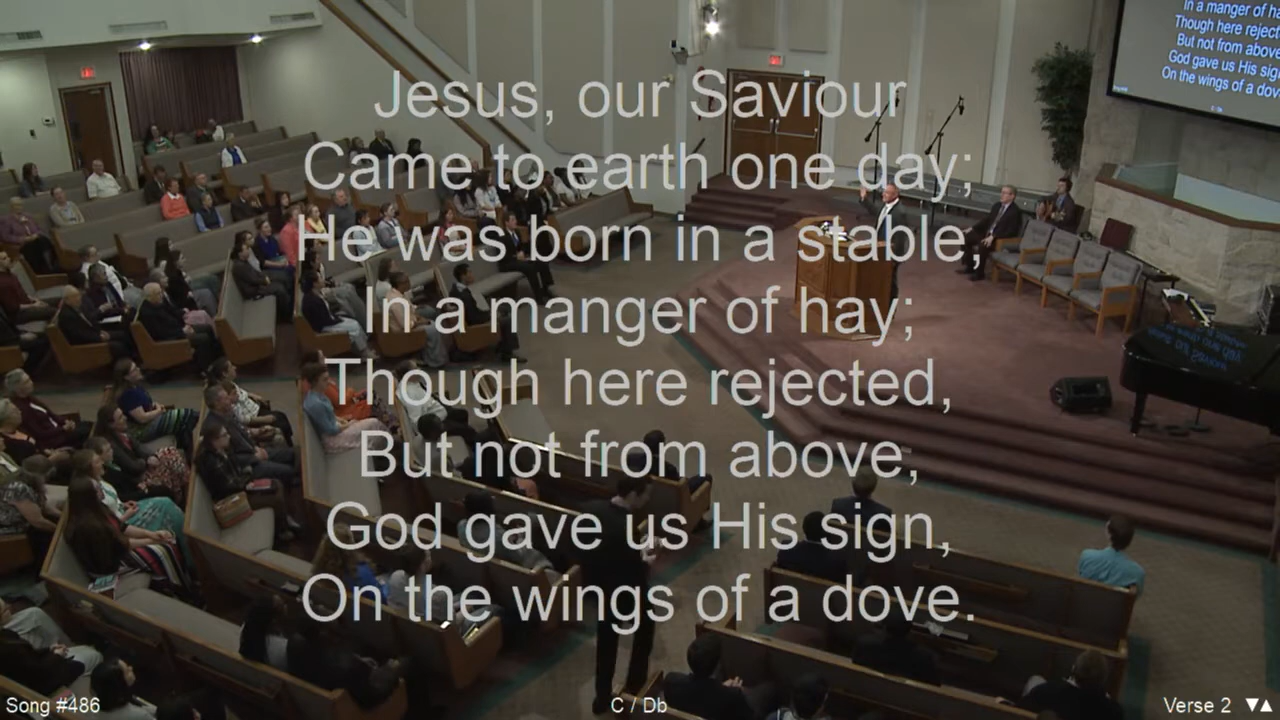 Jesus, our Saviour
Came to earth one day;
He was born in a stable,
In a manger of hay;
Though here rejected,
But not from above,
God gave us His sign,
On the wings of a dove.
Song #486
C / Db
Verse 2 ▼▲
In a manger of ha
Though here reject
But not from above
God gave us His sig
On the wings of a dov